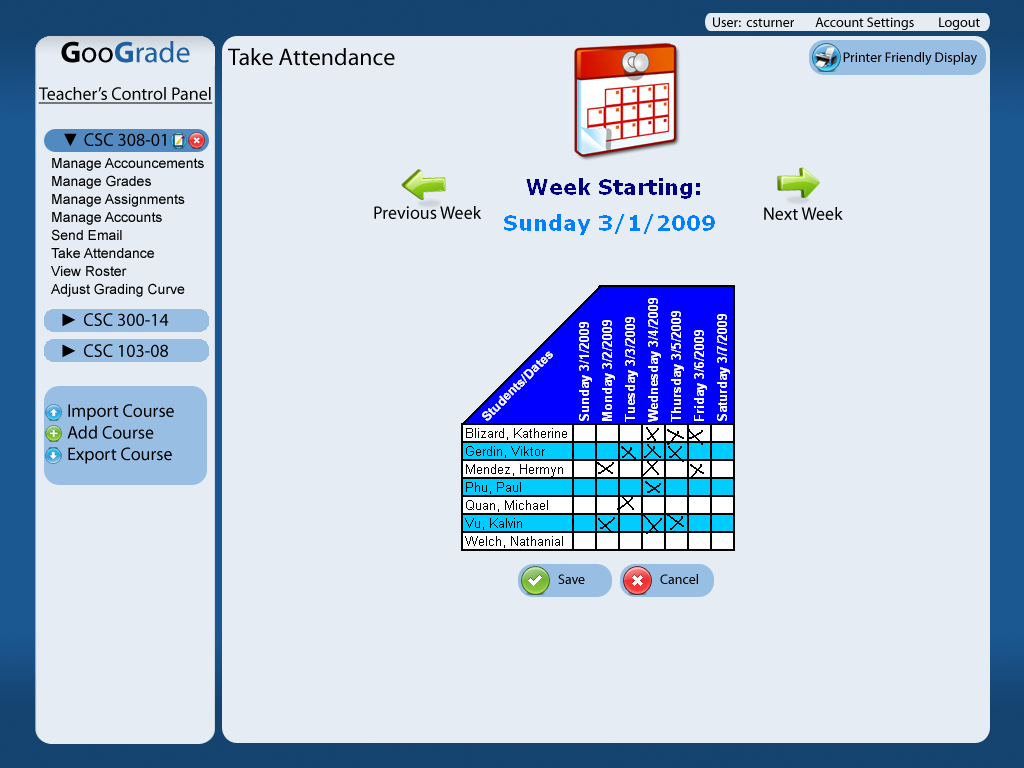 User: csturner Account Settings Logout
GooGrade
Take Attendance
Printer Friendly Display
Teacher's Control Panel
CSC 308-01
Manage Accouncements
Manage Grades
Manage Assignments
Manage Accounts
Send Email
Take Attendance
View Roster
Adjust Grading Curve
CSC 300-14
CSC 103-08
Import Course
Add Course
Export Course
Previous Week
Week Starting:
Sunday 3/1/2009
Next Week
Students/Dates
Sunday 3/1/2009
Monday 3/2/2009
Tuesday 3/3/2009
Wednesday 3/4/2009
Thursday 3/5/2009
Friday 3/6/2009
Saturday 3/7/2009
Blizard, Katherine
Gerdin, Viktor
Mendez, Hermyn
Phu, Paul
Quan, Michael
Vu, Kalvin
Welch, Nathanial
Save
Cancel